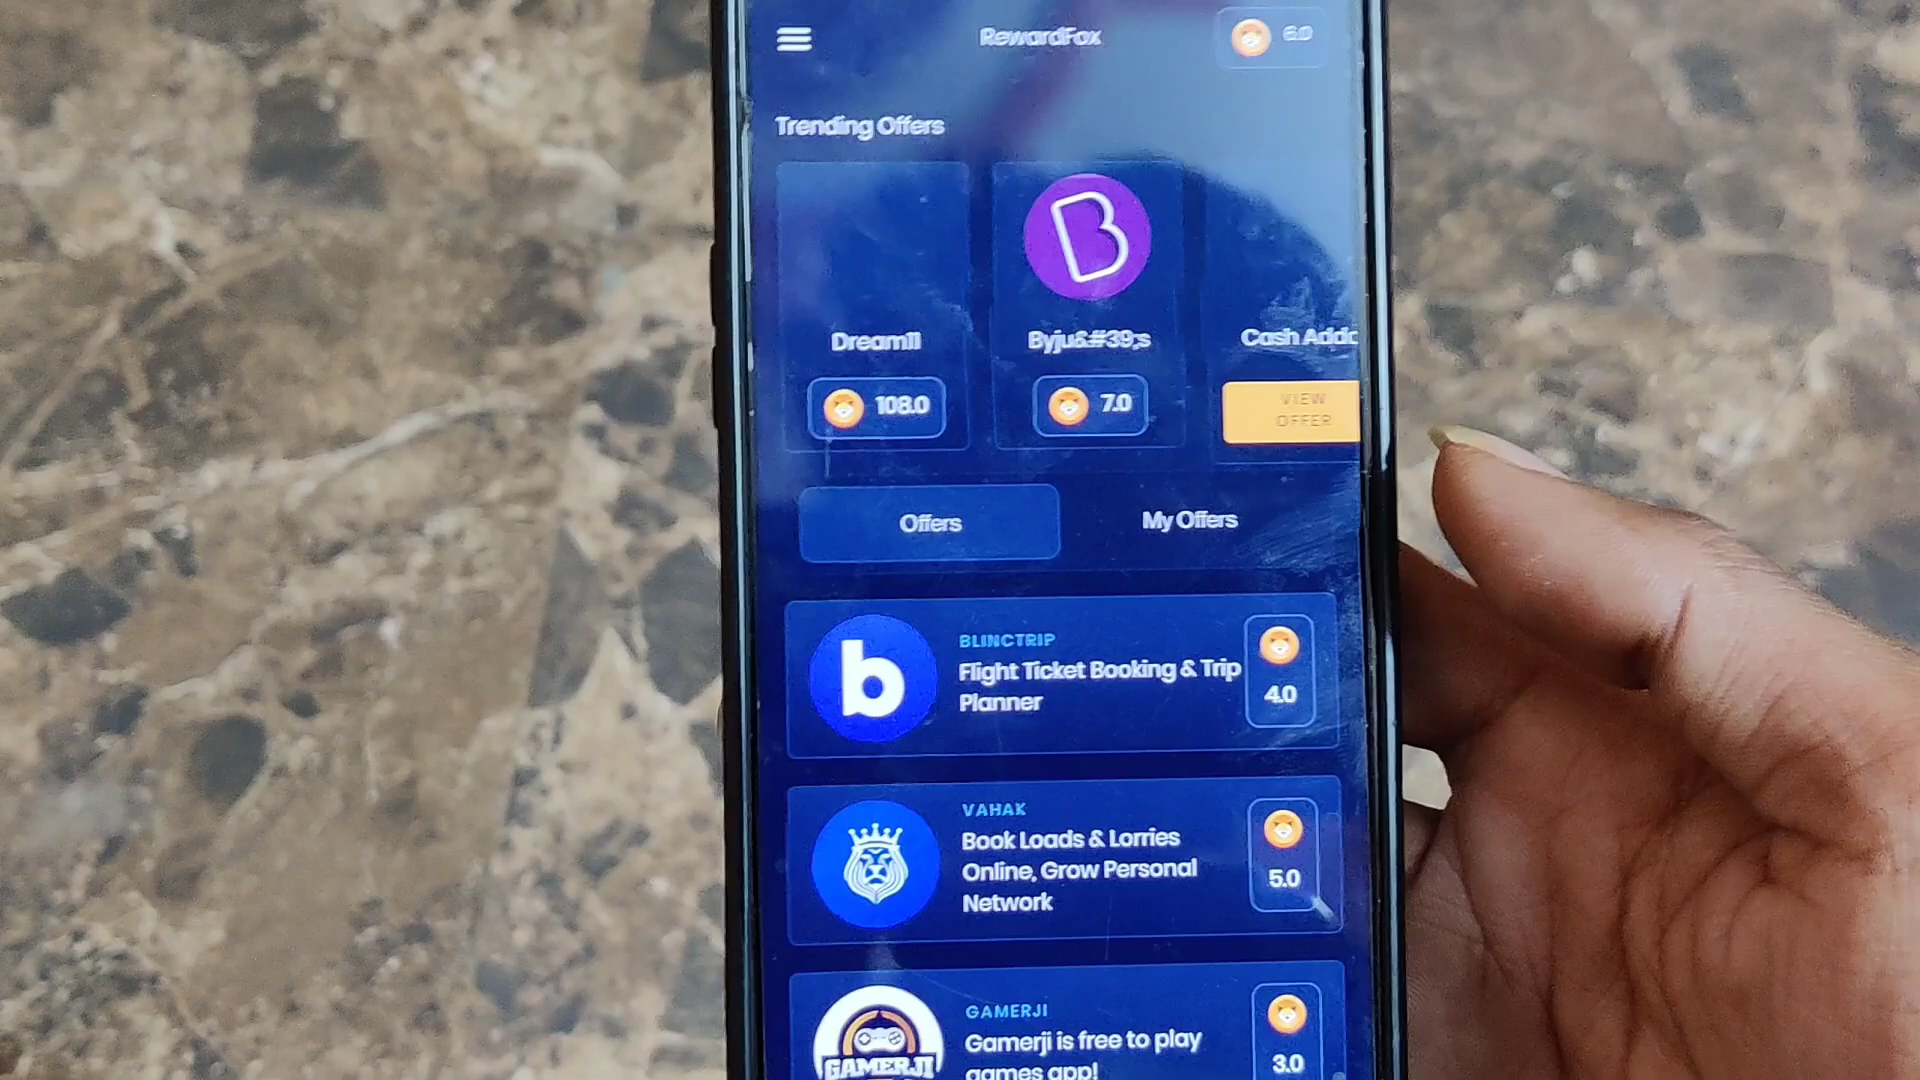 RewardFox
6.0
Trending Offers
Dream11
108.0
B
Byju&#39;s
7.0
Cash Addc
VIEW
OFFER
Offers
My Offers
b
BLINCTRIP
Flight Ticket Booking & Trip
Planner
4.0
VAHAK
Book Loads & Lorries
Online, Grow Personal
Network
5.0
GAMERJI
GAMERJI
Gamerji is free to play
games app!
3.0